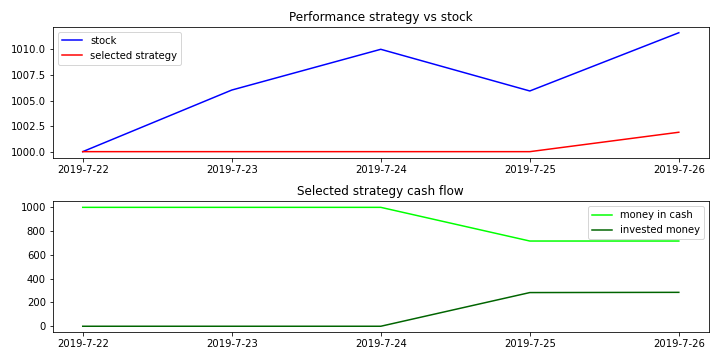 Performance strategy vs stock
stock
selected strategy
1010.0
1007.5
1005.0
1002.5
1000.0
2019-7-22 2019-7-23 2019-7-24 2019-7-25 2019-7-26
Selected strategy cash flow
money in cash
invested money
1000
800
600
400
200
0
2019-7-22 2019-7-23 2019-7-24 2019-7-25 2019-7-26